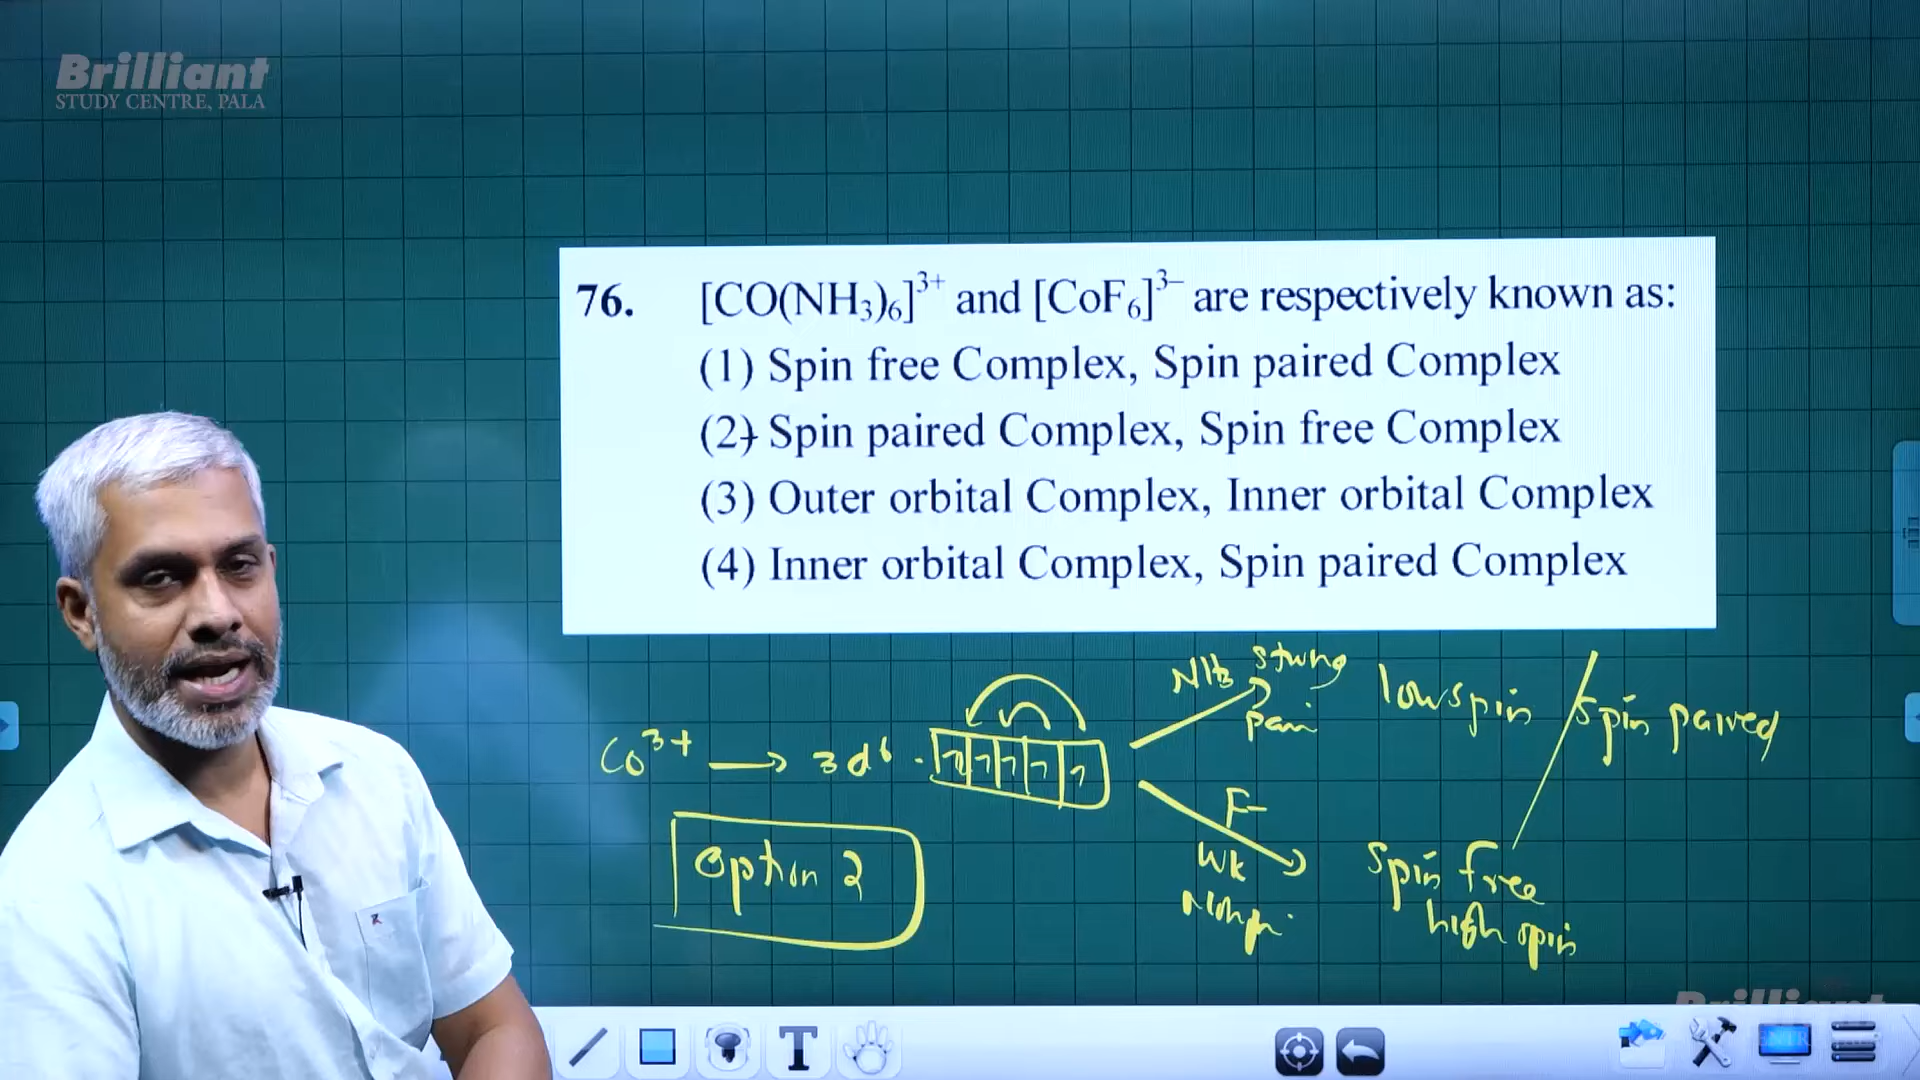 Brilliant
STUDY CENTRE, PALA
76. [CO(NH₃)₆]³⁺ and [CoF₆]³⁻ are respectively known as:
(1) Spin free Complex, Spin paired Complex
(2) Spin paired Complex, Spin free Complex
(3) Outer orbital Complex, Inner orbital Complex
(4) Inner orbital Complex, Spin paired Complex
NH₃ strong
pair
low spin
Spin paired
Co³⁺ → 3d⁶
F-
wk
Spin free
high spin
Option 2
Brilliant
T